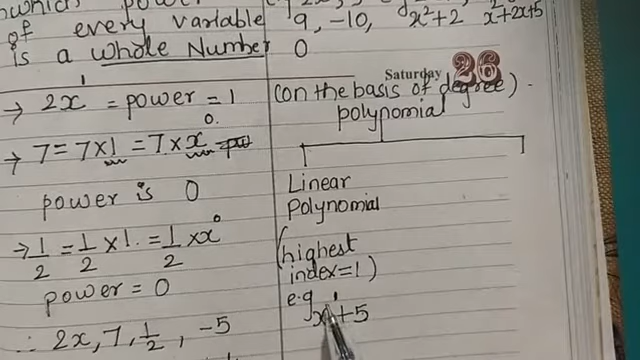 which power
of every variable
is a whole Number
9, -10, x²+2 x²+2x+5
0
→ 2x¹ = power = 1
→ 7 = 7×1 = 7×x⁰
power is 0
→ 1/2 = 1/2 ×1. = 1/2 ×x⁰
power = 0
∴ 2x, 7, 1/2, -5
Saturday 26
(on the basis of degree).
polynomial
Linear
Polynomial
(highest
index=1)
e.g x¹+5